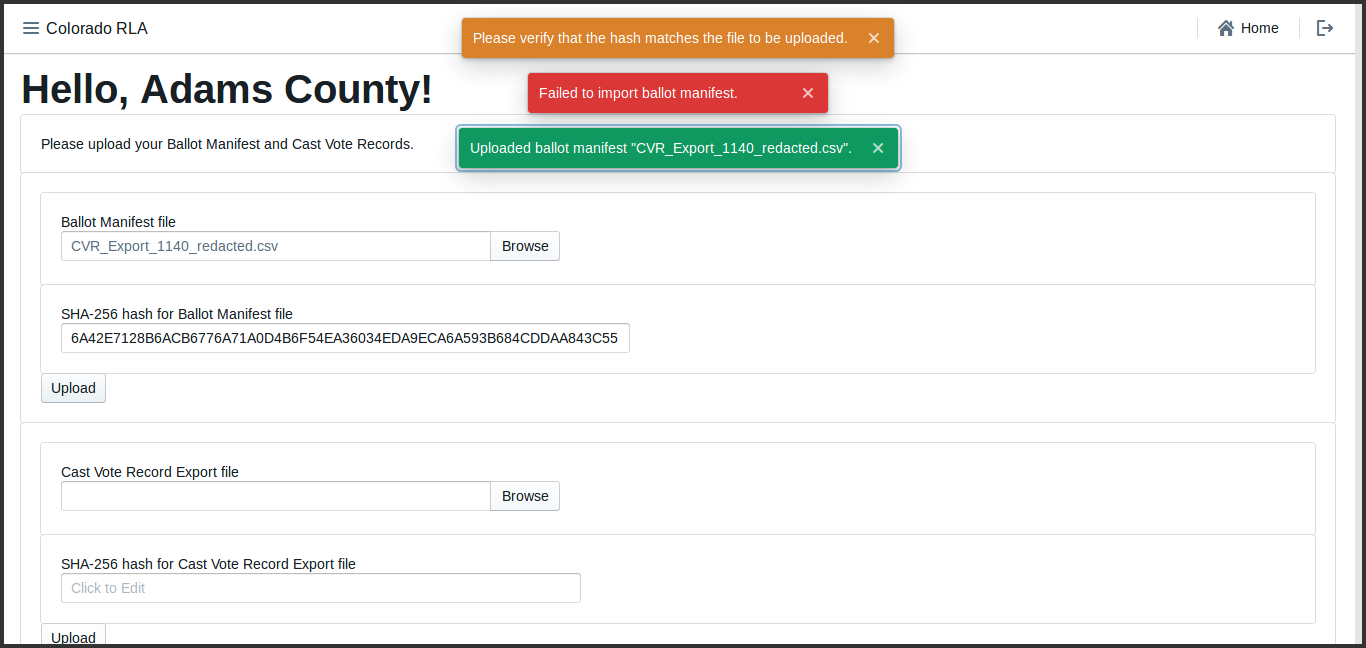 Colorado RLA
Home
Please verify that the hash matches the file to be uploaded.
Hello, Adams County!
Failed to import ballot manifest.
Please upload your Ballot Manifest and Cast Vote Records.
Uploaded ballot manifest "CVR_Export_1140_redacted.csv".
Ballot Manifest file
CVR_Export_1140_redacted.csv
Browse
SHA-256 hash for Ballot Manifest file
6A42E7128B6ACB6776A71A0D4B6F54EA36034EDA9ECA6A593B684CDDAA843C55
Upload
Cast Vote Record Export file
Browse
SHA-256 hash for Cast Vote Record Export file
Click to Edit
Upload